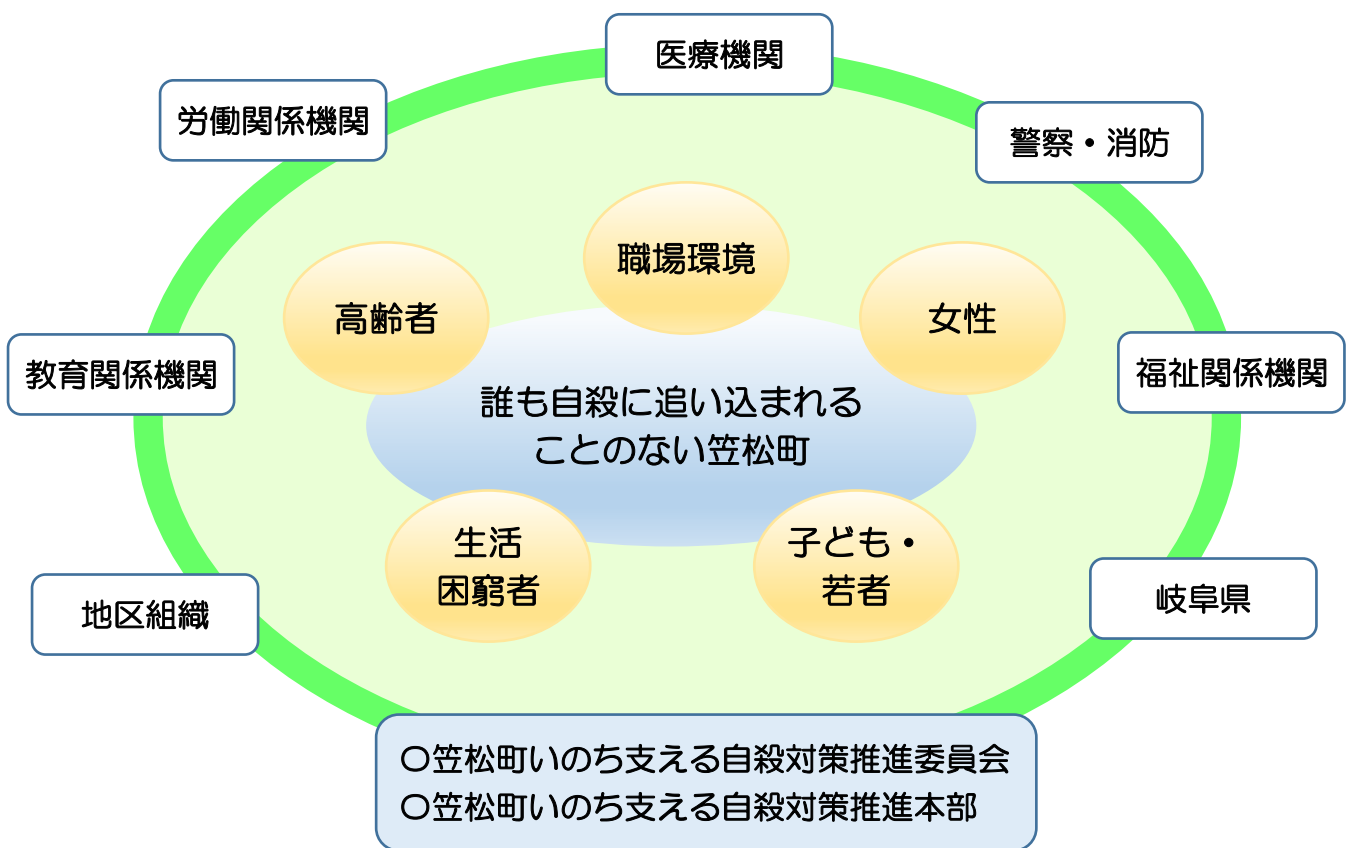 医療機関
労働関係機関
警察・消防
職場環境
高齢者
女性
教育関係機関
福祉関係機関
誰も自殺に追い込まれる
ことのない笠松町
生活
困窮者
子ども・
若者
地区組織
岐阜県
〇笠松町いのち支える自殺対策推進委員会
〇笠松町いのち支える自殺対策推進本部